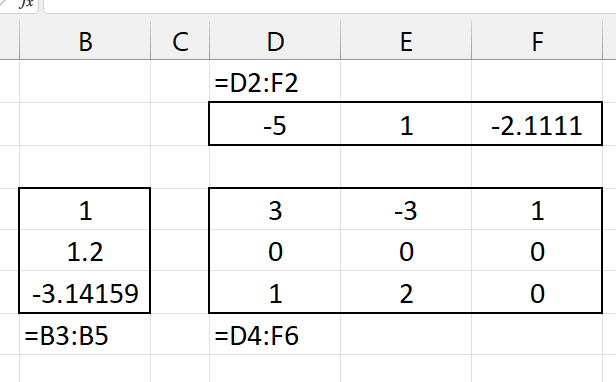 fx
B C D E F
=D2:F2
-5 1 -2.1111
1 3 -3 1
1.2 0 0 0
-3.14159 1 2 0
=B3:B5 =D4:F6